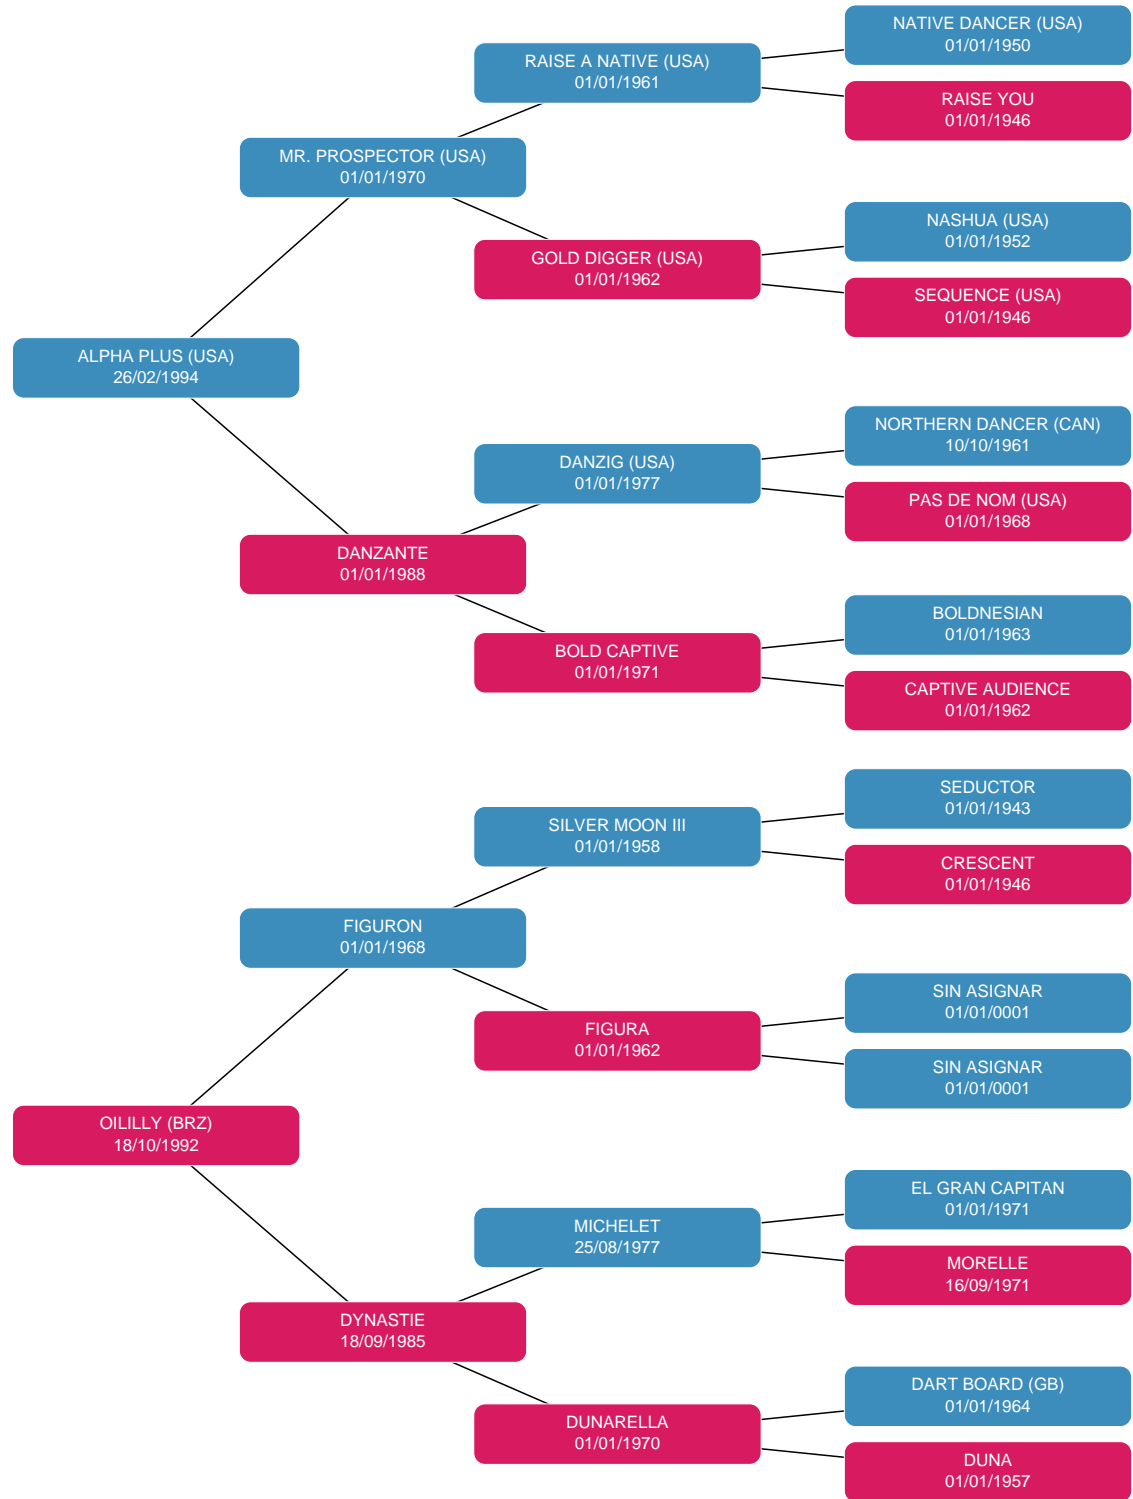 NATIVE DANCER (USA)
01/01/1950
RAISE A NATIVE (USA)
01/01/1961
RAISE YOU
01/01/1946
MR. PROSPECTOR (USA)
01/01/1970
NASHUA (USA)
01/01/1952
GOLD DIGGER (USA)
01/01/1962
SEQUENCE (USA)
01/01/1946
ALPHA PLUS (USA)
26/02/1994
NORTHERN DANCER (CAN)
10/10/1961
DANZIG (USA)
01/01/1977
PAS DE NOM (USA)
01/01/1968
DANZANTE
01/01/1988
BOLDNESIAN
01/01/1963
BOLD CAPTIVE
01/01/1971
CAPTIVE AUDIENCE
01/01/1962
SEDUCTOR
01/01/1943
SILVER MOON III
01/01/1958
CRESCENT
01/01/1946
FIGURON
01/01/1968
SIN ASIGNAR
01/01/0001
FIGURA
01/01/1962
SIN ASIGNAR
01/01/0001
OILILLY (BRZ)
18/10/1992
EL GRAN CAPITAN
01/01/1971
MICHELET
25/08/1977
MORELLE
16/09/1971
DYNASTIE
18/09/1985
DART BOARD (GB)
01/01/1964
DUNARELLA
01/01/1970
DUNA
01/01/1957